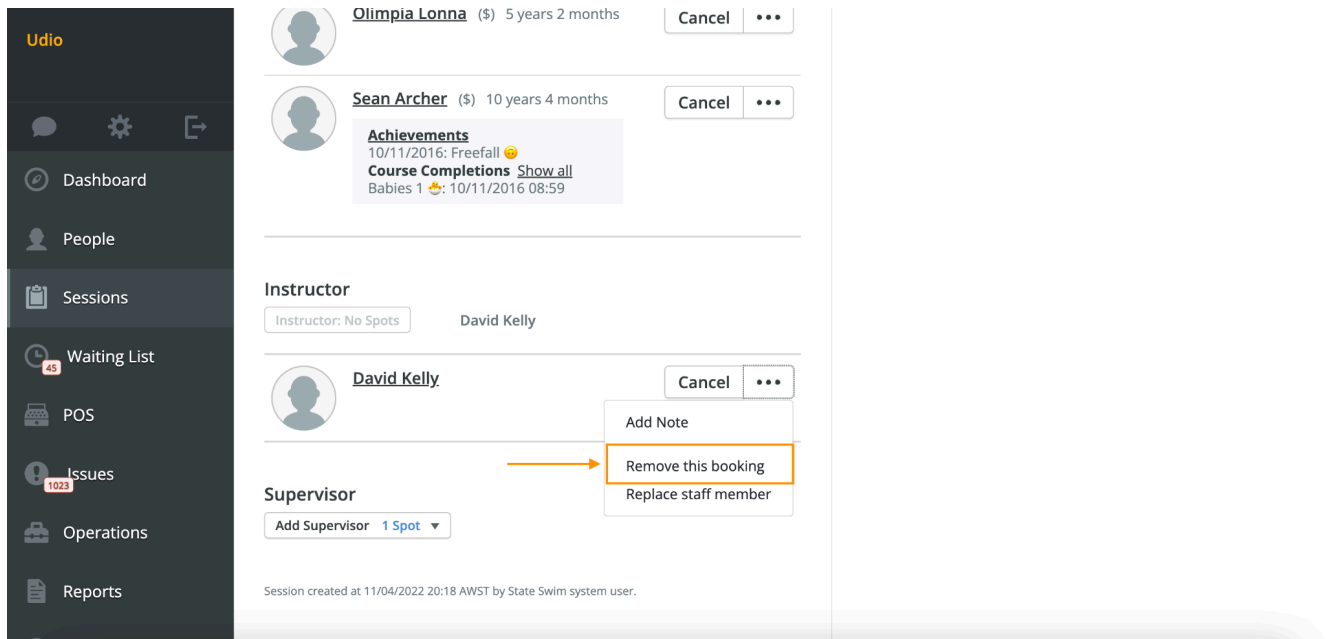 Udio
Dashboard
People
Sessions
Waiting List
45
POS
Issues
1023
Operations
Reports
Olimpia Lonna ($) 5 years 2 months
Cancel •••
Sean Archer ($) 10 years 4 months
Cancel •••
Achievements
10/11/2016: Freefall 🙃
Course Completions Show all
Babies 1 🐣: 10/11/2016 08:59
Instructor
Instructor: No Spots David Kelly
David Kelly
Cancel •••
Add Note
Remove this booking
Replace staff member
Supervisor
Add Supervisor 1 Spot ▼
Session created at 11/04/2022 20:18 AWST by State Swim system user.